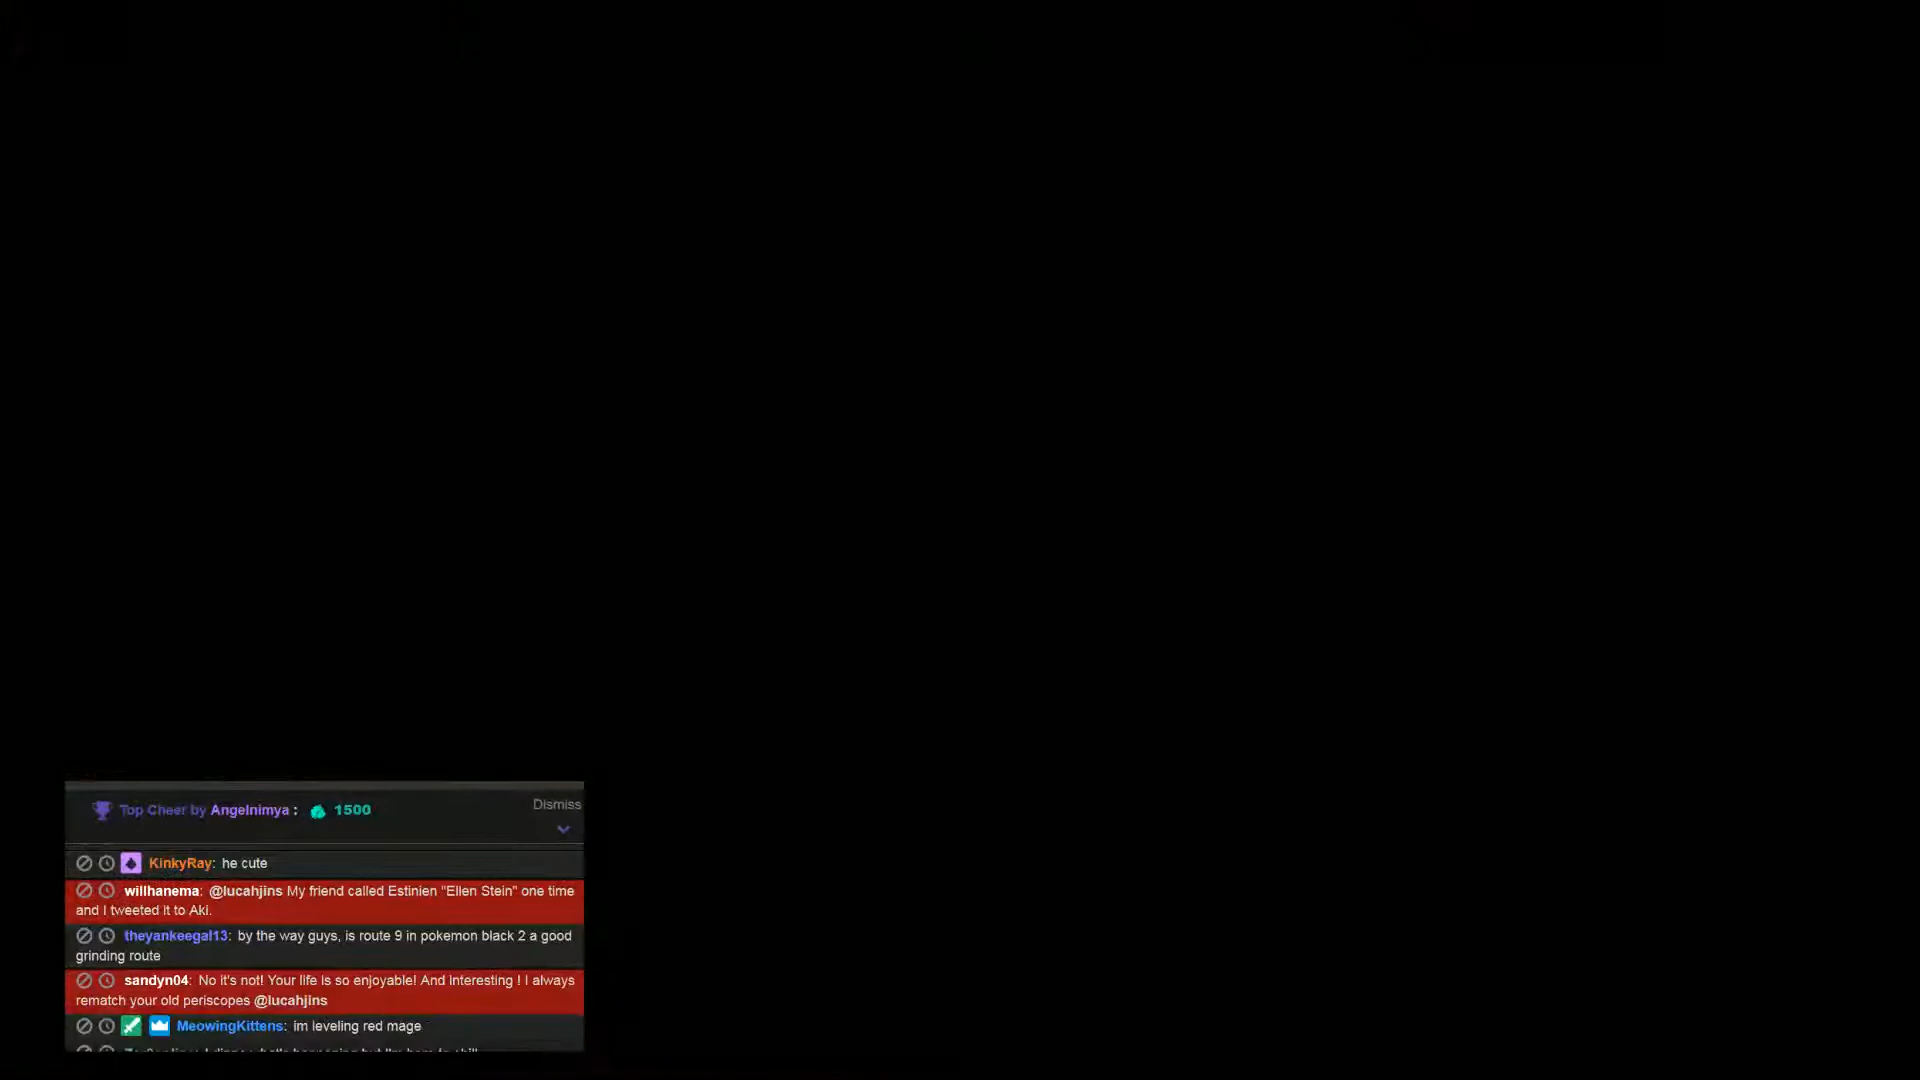 Top Cheer by Angelnimya : 1500
Dismiss
KinkyRay: he cute
willhanema: @lucahjins My friend called Estinien "Ellen Stein" one time
and I tweeted it to Aki.
theyankeegal13: by the way guys, is route 9 in pokemon black 2 a good
grinding route
sandyn04: No it's not! Your life is so enjoyable! And interesting ! I always
rematch your old periscopes @lucahjins
MeowingKittens: im leveling red mage